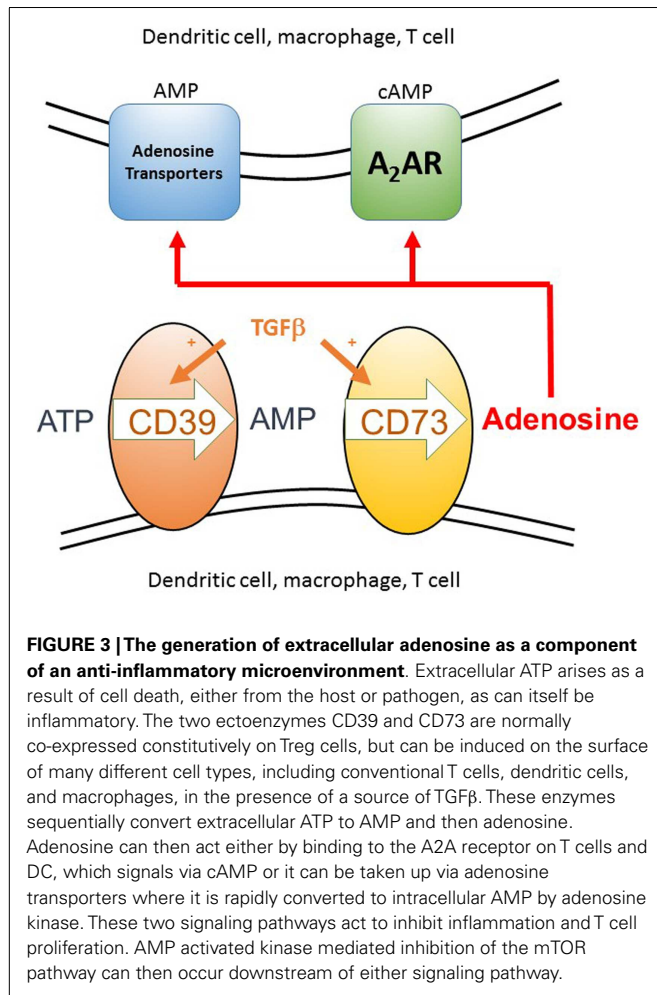 Dendritic cell, macrophage, T cell
AMP
cAMP
Adenosine
Transporters
A₂AR
TGFβ
+
+
ATP
CD39
AMP
CD73
Adenosine
Dendritic cell, macrophage, T cell
FIGURE 3 | The generation of extracellular adenosine as a component
of an anti-inflammatory microenvironment. Extracellular ATP arises as a
result of cell death, either from the host or pathogen, as can itself be
inflammatory. The two ectoenzymes CD39 and CD73 are normally
co-expressed constitutively on Treg cells, but can be induced on the surface
of many different cell types, including conventional T cells, dendritic cells,
and macrophages, in the presence of a source of TGFβ. These enzymes
sequentially convert extracellular ATP to AMP and then adenosine.
Adenosine can then act either by binding to the A2A receptor on T cells and
DC, which signals via cAMP or it can be taken up via adenosine
transporters where it is rapidly converted to intracellular AMP by adenosine
kinase. These two signaling pathways act to inhibit inflammation and T cell
proliferation. AMP activated kinase mediated inhibition of the mTOR
pathway can then occur downstream of either signaling pathway.